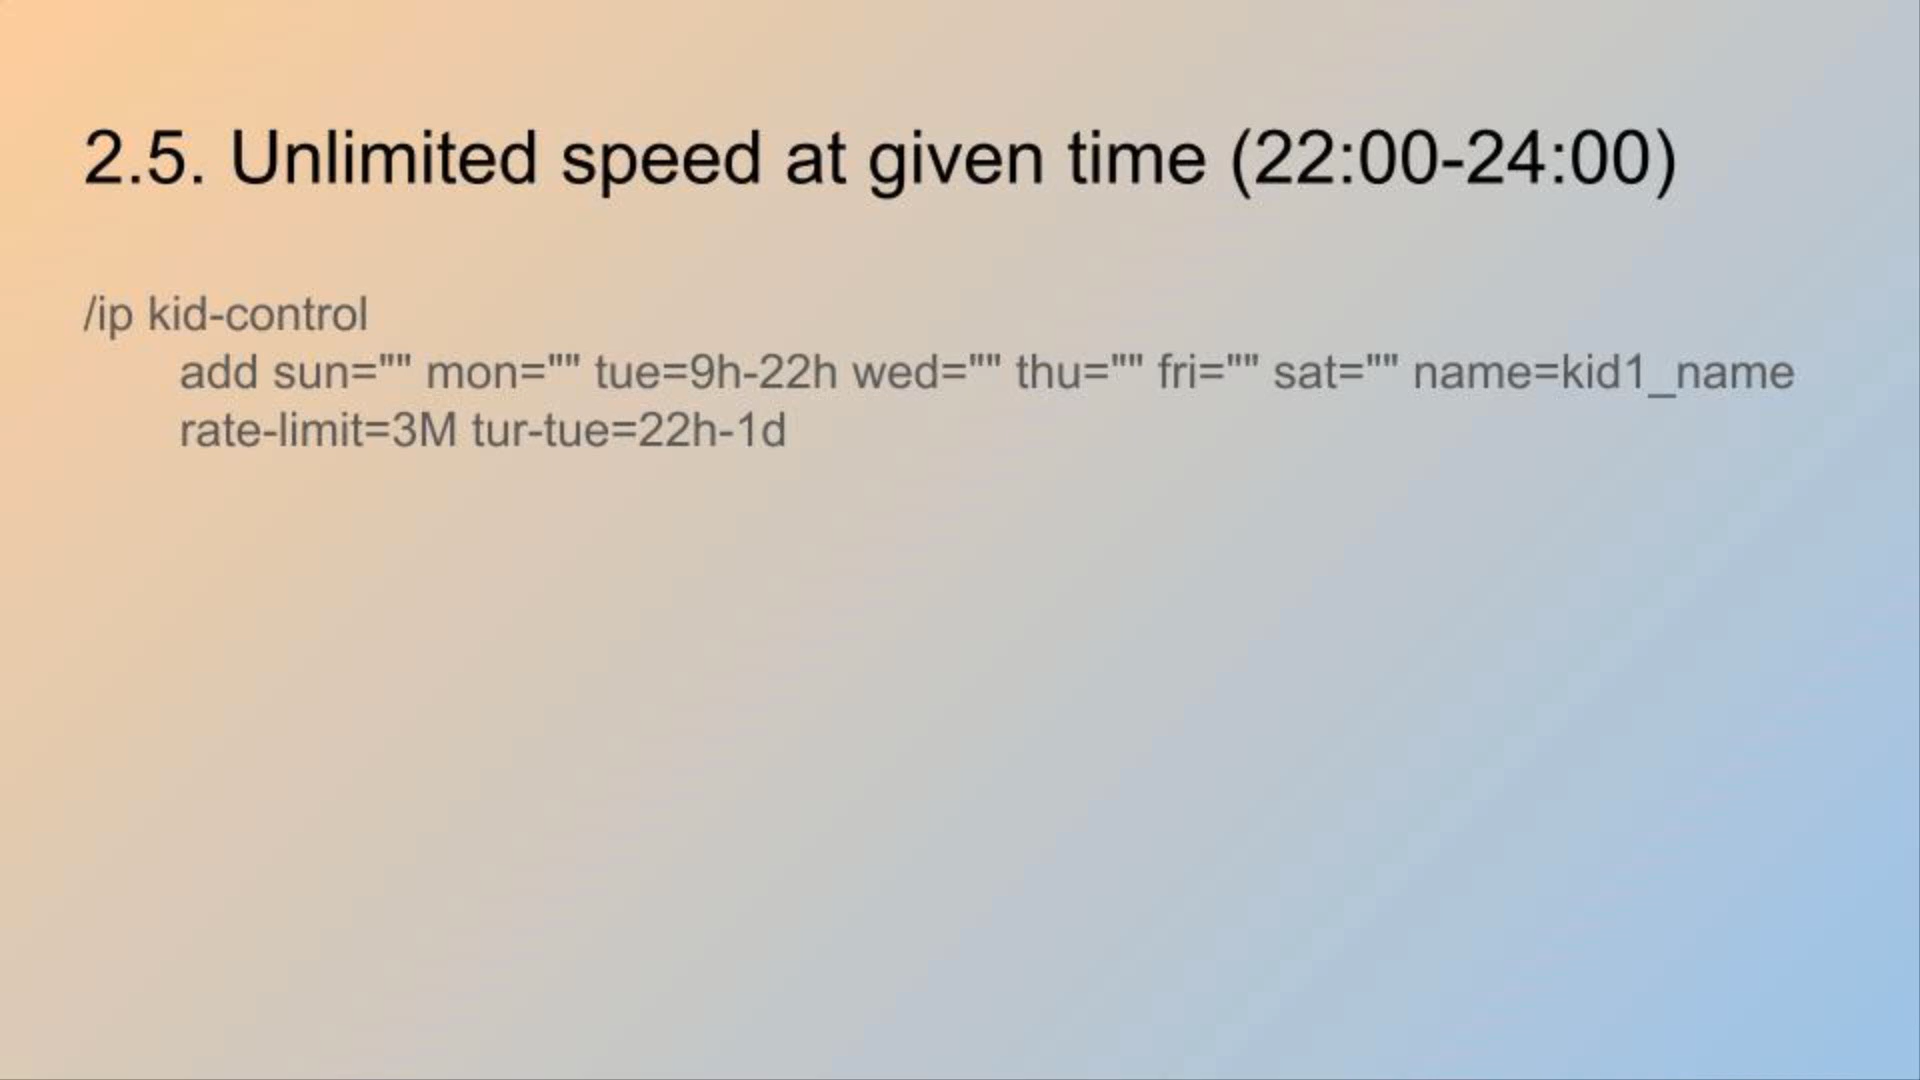 2.5. Unlimited speed at given time (22:00-24:00)
/ip kid-control
add sun="" mon="" tue=9h-22h wed="" thu="" fri="" sat="" name=kid1_name
rate-limit=3M tur-tue=22h-1d